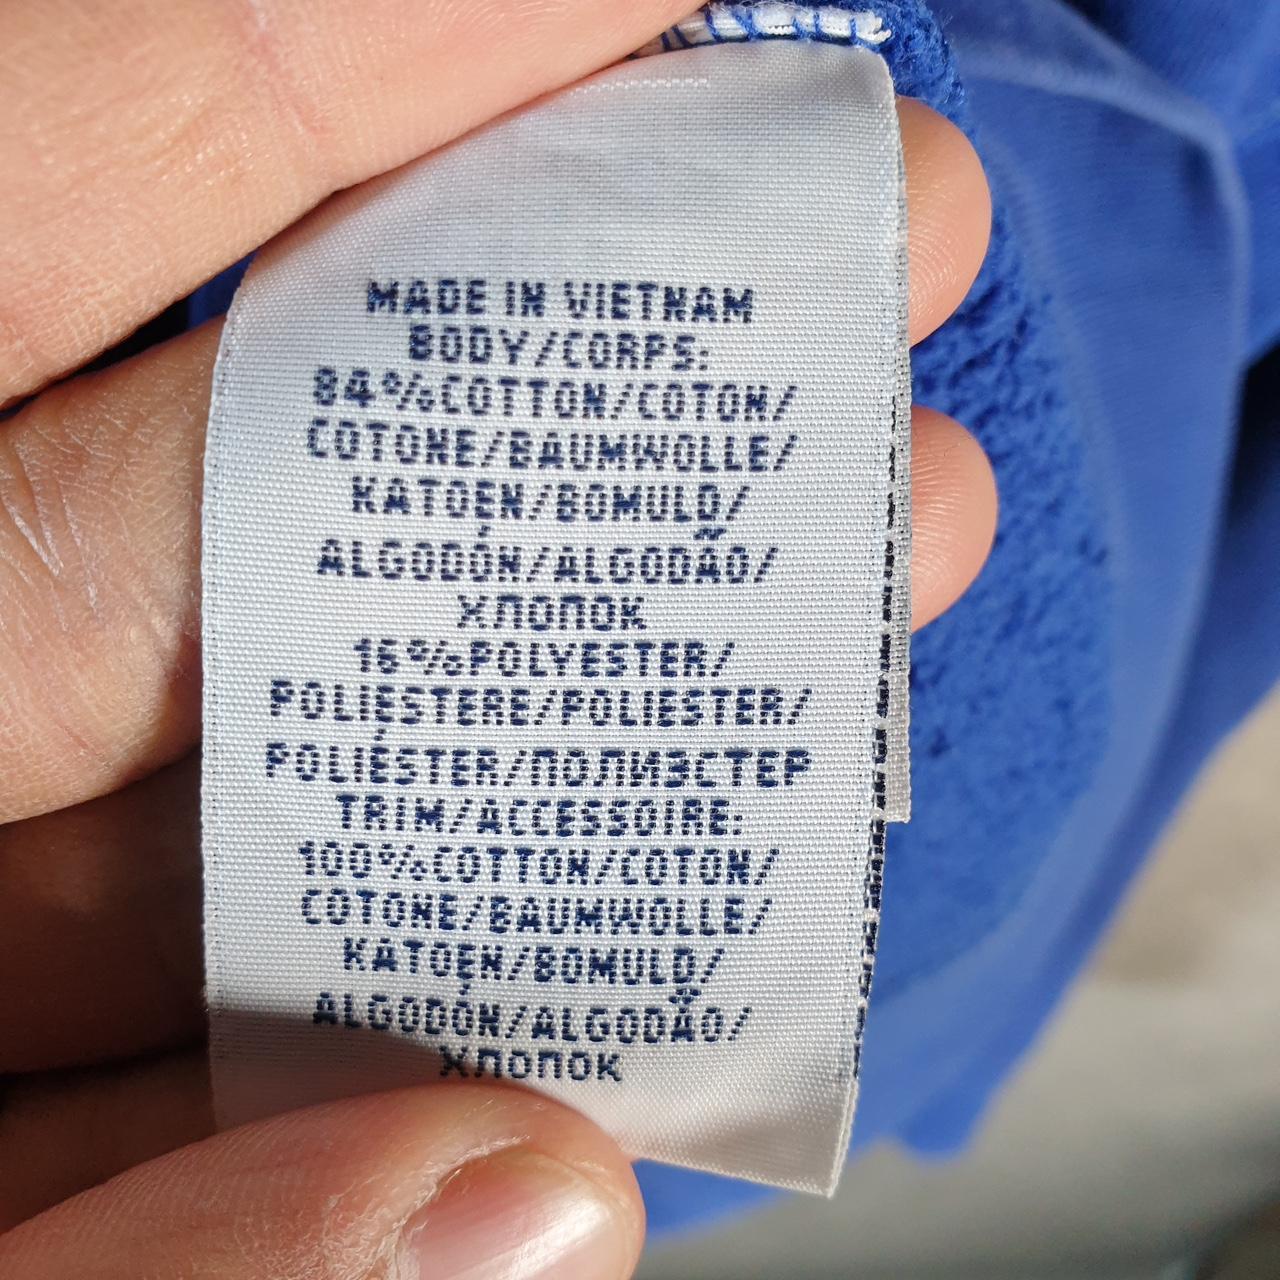 MADE IN VIETNAM
BODY/CORPS:
84%COTTON/COTON/
COTONE/BAUMWOLLE/
KATOEN/BOMULD/
ALGODÓN/ALGODÃO/
ХЛОПОК
16%POLYESTER/
POLIESTERE/POLIESTER/
POLIÉSTER/ПОЛИЭСТЕР
TRIM/ACCESSOIRE:
100%COTTON/COTON/
COTONE/BAUMWOLLE/
KATOEN/BOMULD/
ALGODÓN/ALGODÃO/
ХЛОПОК